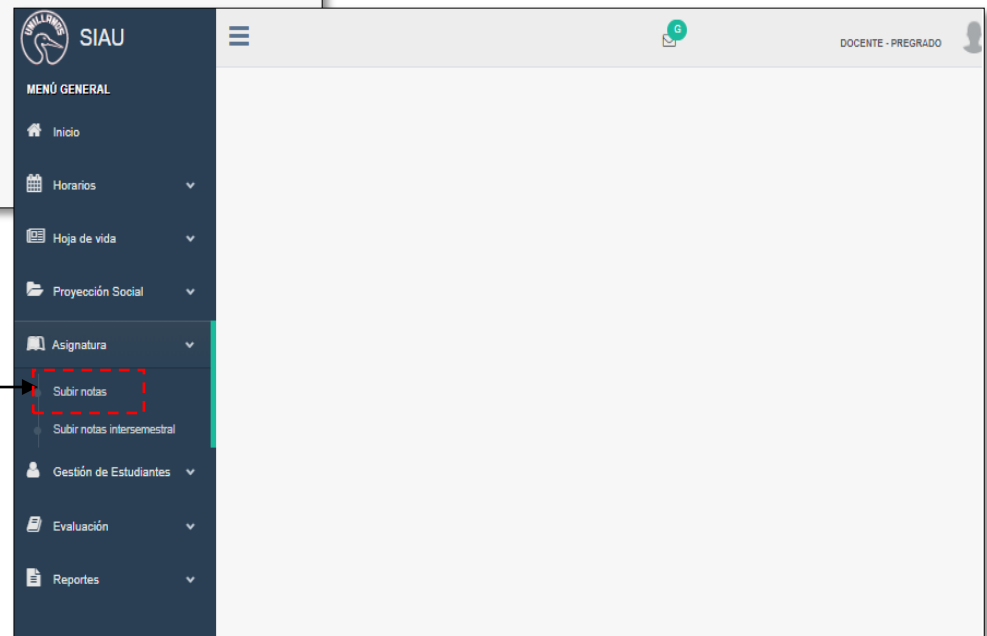 UNILLANOS
SIAU
G
DOCENTE - PREGRADO
MENÚ GENERAL
Inicio
Horarios
Hoja de vida
Proyección Social
Asignatura
Subir notas
Subir notas intersemestral
Gestión de Estudiantes
Evaluación
Reportes